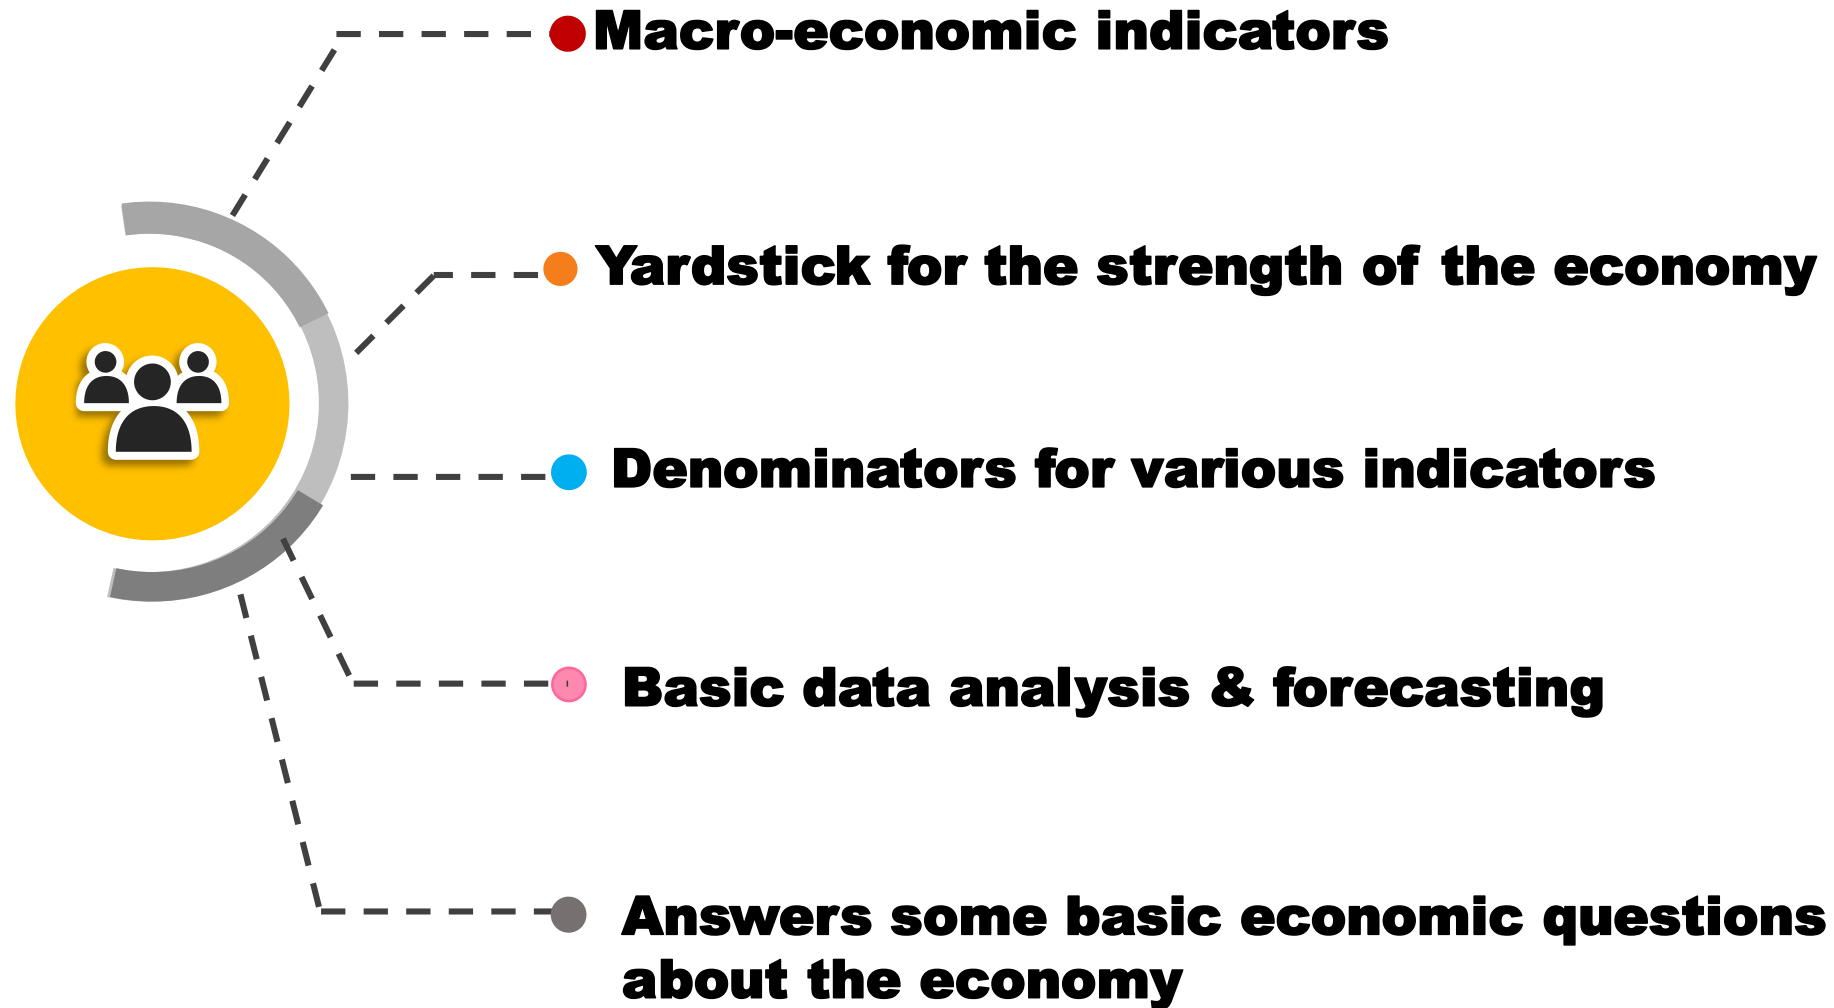 Macro-economic indicators
Yardstick for the strength of the economy
Denominators for various indicators
Basic data analysis & forecasting
Answers some basic economic questions
about the economy